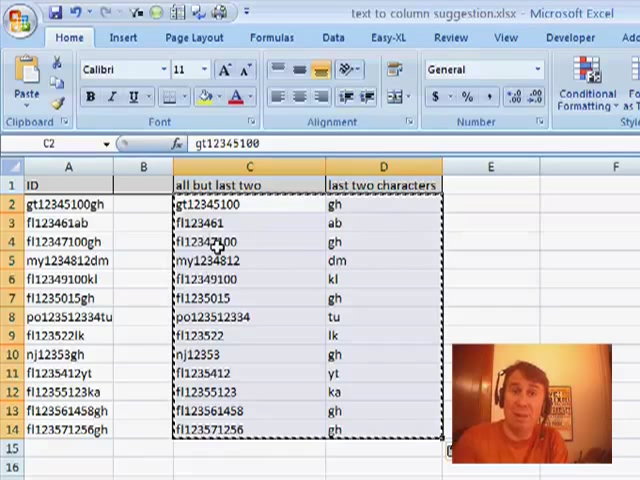 text to column suggestion.xlsx - Microsoft Excel
Home Insert Page Layout Formulas Data Easy-XL Review View Developer
Calibri 11 A A General
Paste B I U A $ % , Conditional
Formatting
Clipboard Font Alignment Number
C2 fx gt12345100
A B C D E F
1 ID all but last two last two characters
2 gt12345100gh gt12345100 gh
3 fl123461ab fl123461 ab
4 fl12347100gh fl12347100 gh
5 my1234812dm my1234812 dm
6 fl12349100kl fl12349100 kl
7 fl1235015gh fl1235015 gh
8 po123512334tu po123512334 tu
9 fl123522lk fl123522 lk
10 nj12353gh nj12353 gh
11 fl1235412yt fl1235412 yt
12 fl12355123ka fl12355123 ka
13 fl123561458gh fl123561458 gh
14 fl123571256gh fl123571256 gh
15
16